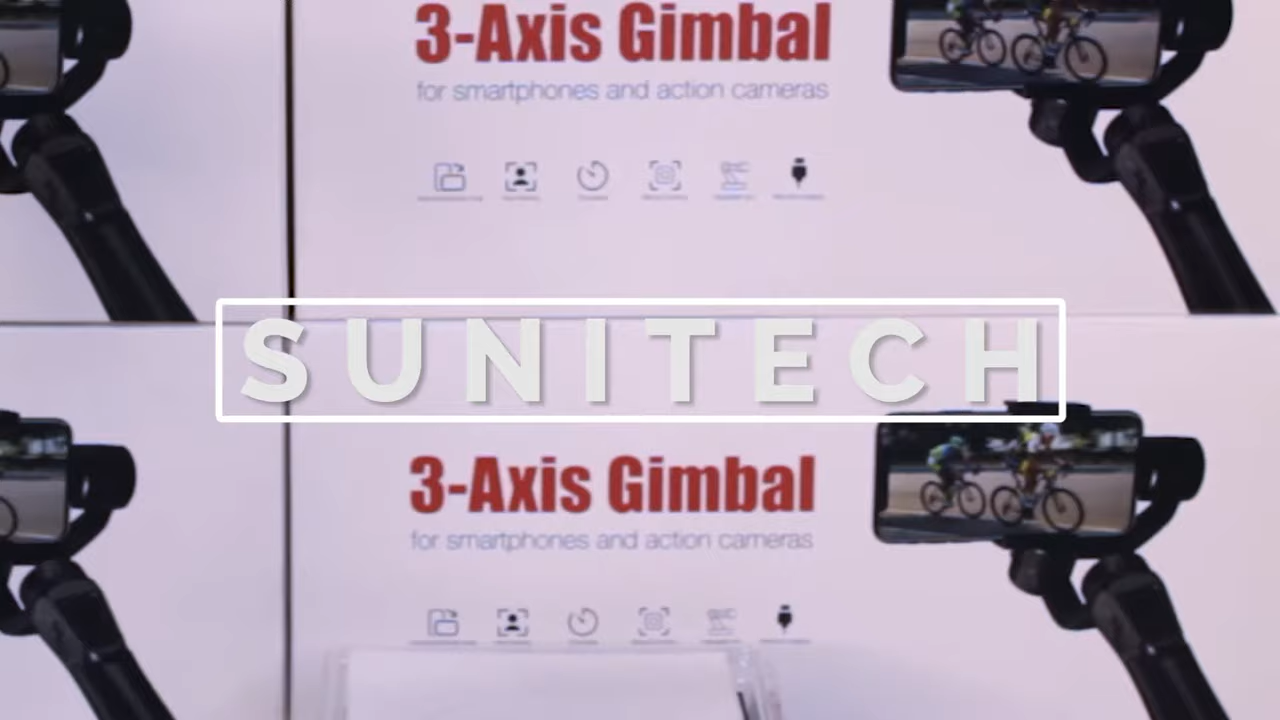 3-Axis Gimbal
for smartphones and action cameras
SUNITECH
3-Axis Gimbal
for smartphones and action cameras